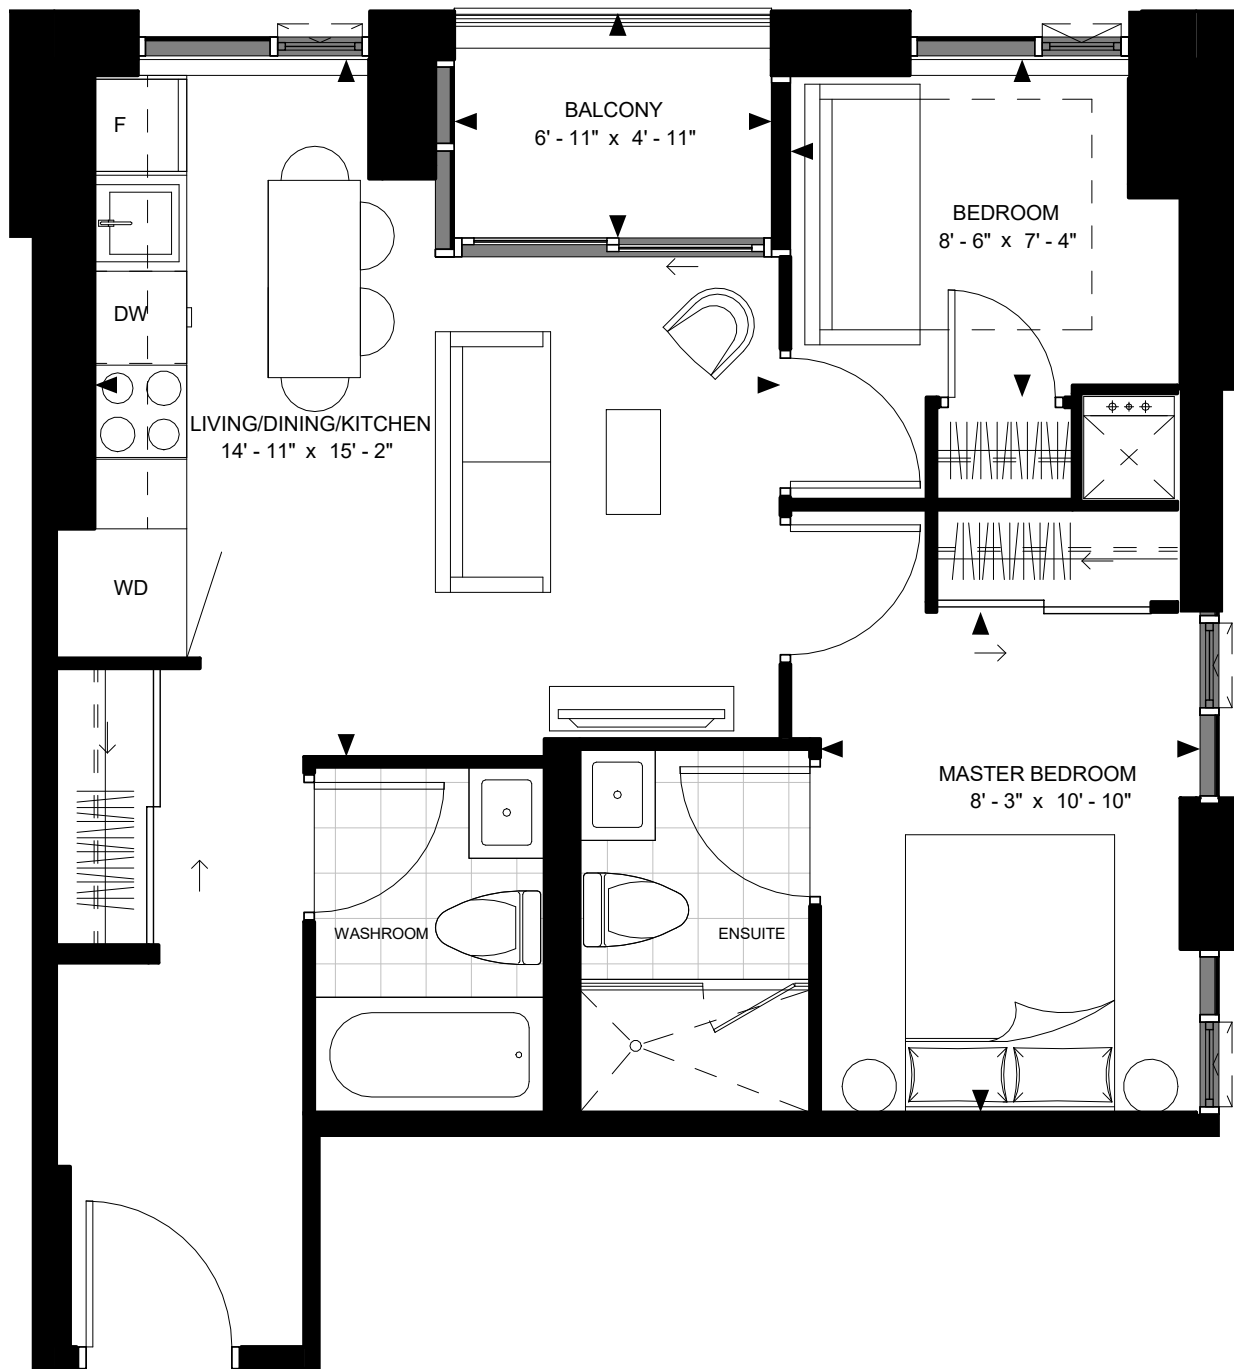 F
BALCONY
6' - 11" x 4' - 11"
BEDROOM
8' - 6" x 7' - 4"
DW
LIVING/DINING/KITCHEN
14' - 11" x 15' - 2"
WD
MASTER BEDROOM
8' - 3" x 10' - 10"
WASHROOM
ENSUITE